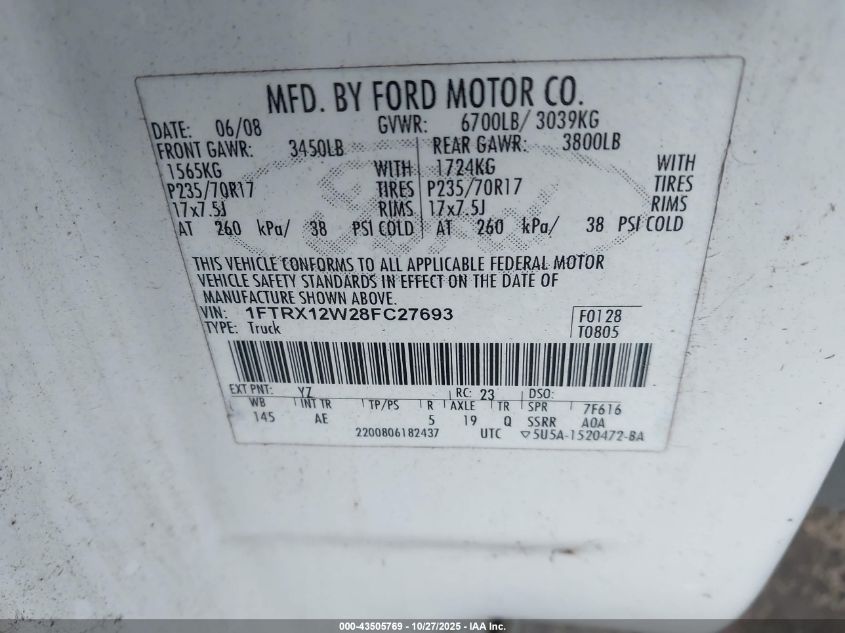 MFD. BY FORD MOTOR CO.
DATE: 06/08 GVWR: 6700LB/ 3039KG
FRONT GAWR: 3450LB REAR GAWR: 3800LB
1565KG WITH 1724KG WITH
P235/70R17 TIRES P235/70R17 TIRES
17x7.5J RIMS 17x7.5J RIMS
AT 260 kPa/ 38 PSI COLD AT 260 kPa/ 38 PSI COLD
THIS VEHICLE CONFORMS TO ALL APPLICABLE FEDERAL MOTOR
VEHICLE SAFETY STANDARDS IN EFFECT ON THE DATE OF
MANUFACTURE SHOWN ABOVE.
VIN: 1FTRX12W28FC27693 F0128
TYPE: Truck T0805
EXT PNT: YZ RC: 23 DSO:
WB INT TR TP/PS R AXLE TR SPR 7F616
145 AE 5 19 Q SSRR A0A
2200806182437 UTC ▽5U5A-1520472-BA
000-43505769 - 10/27/2025 - IAA Inc.